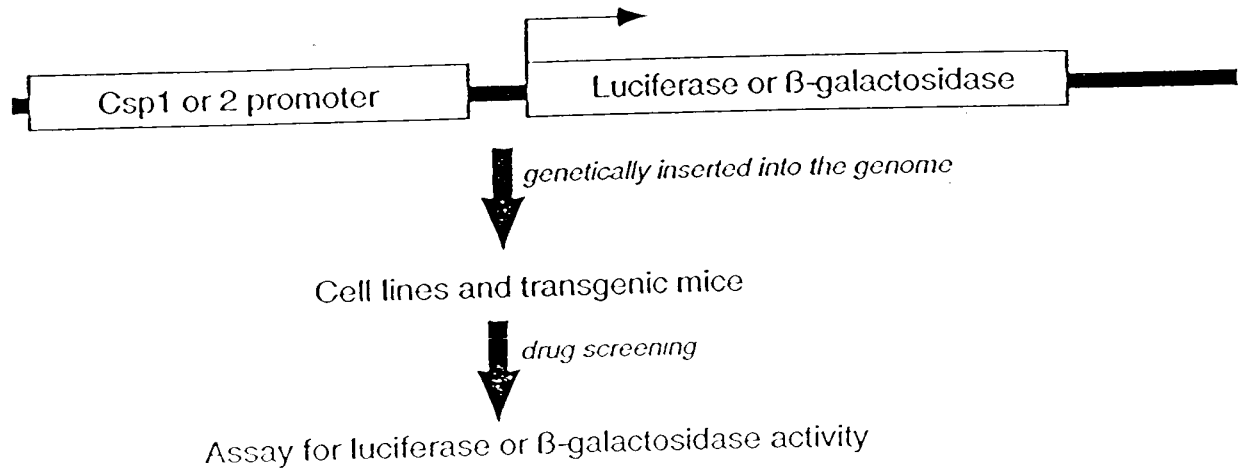 Csp1 or 2 promoter
Luciferase or ß-galactosidase
genetically inserted into the genome
Cell lines and transgenic mice
drug screening
Assay for luciferase or ß-galactosidase activity